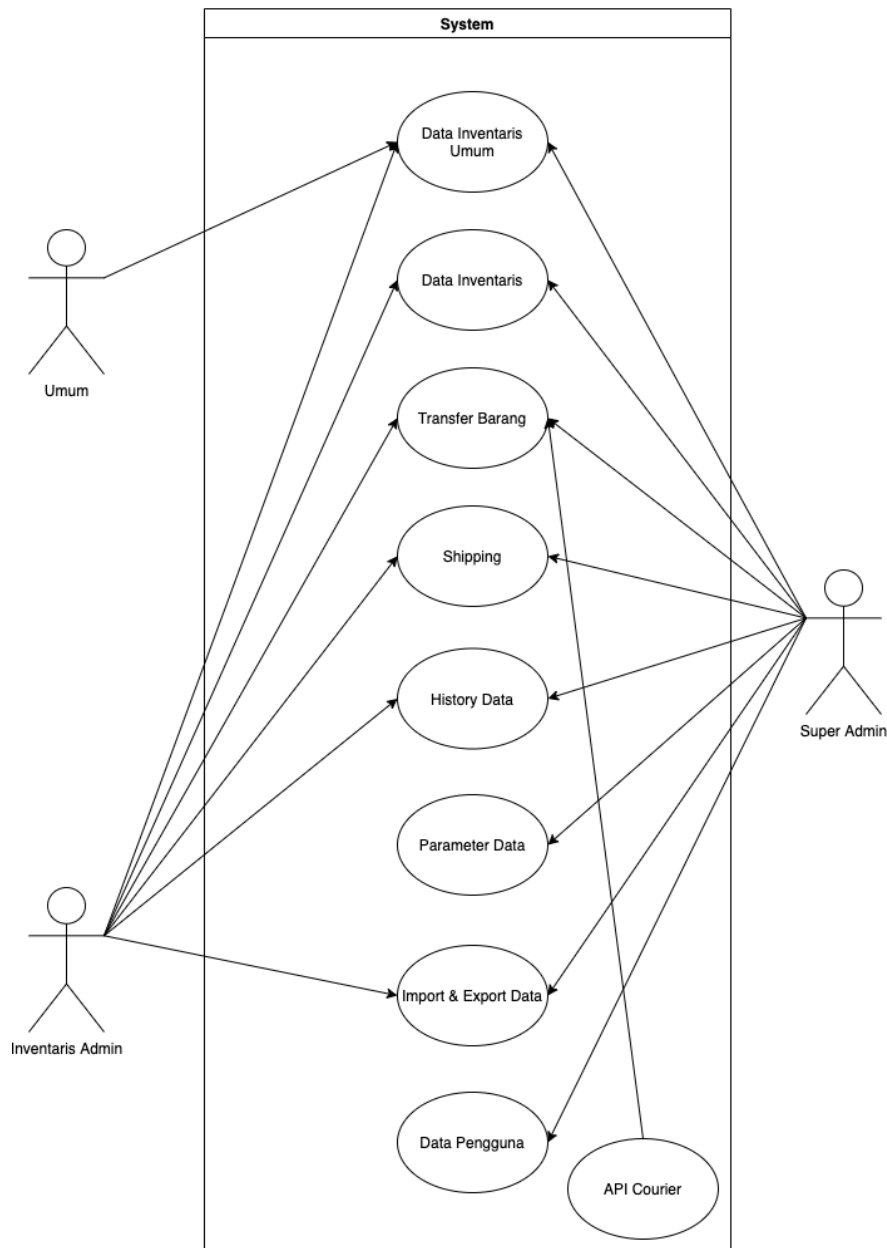 System
Data Inventaris
Umum
Data Inventaris
Umum
Transfer Barang
Shipping
History Data
Super Admin
Parameter Data
Import & Export Data
Inventaris Admin
Data Pengguna
API Courier